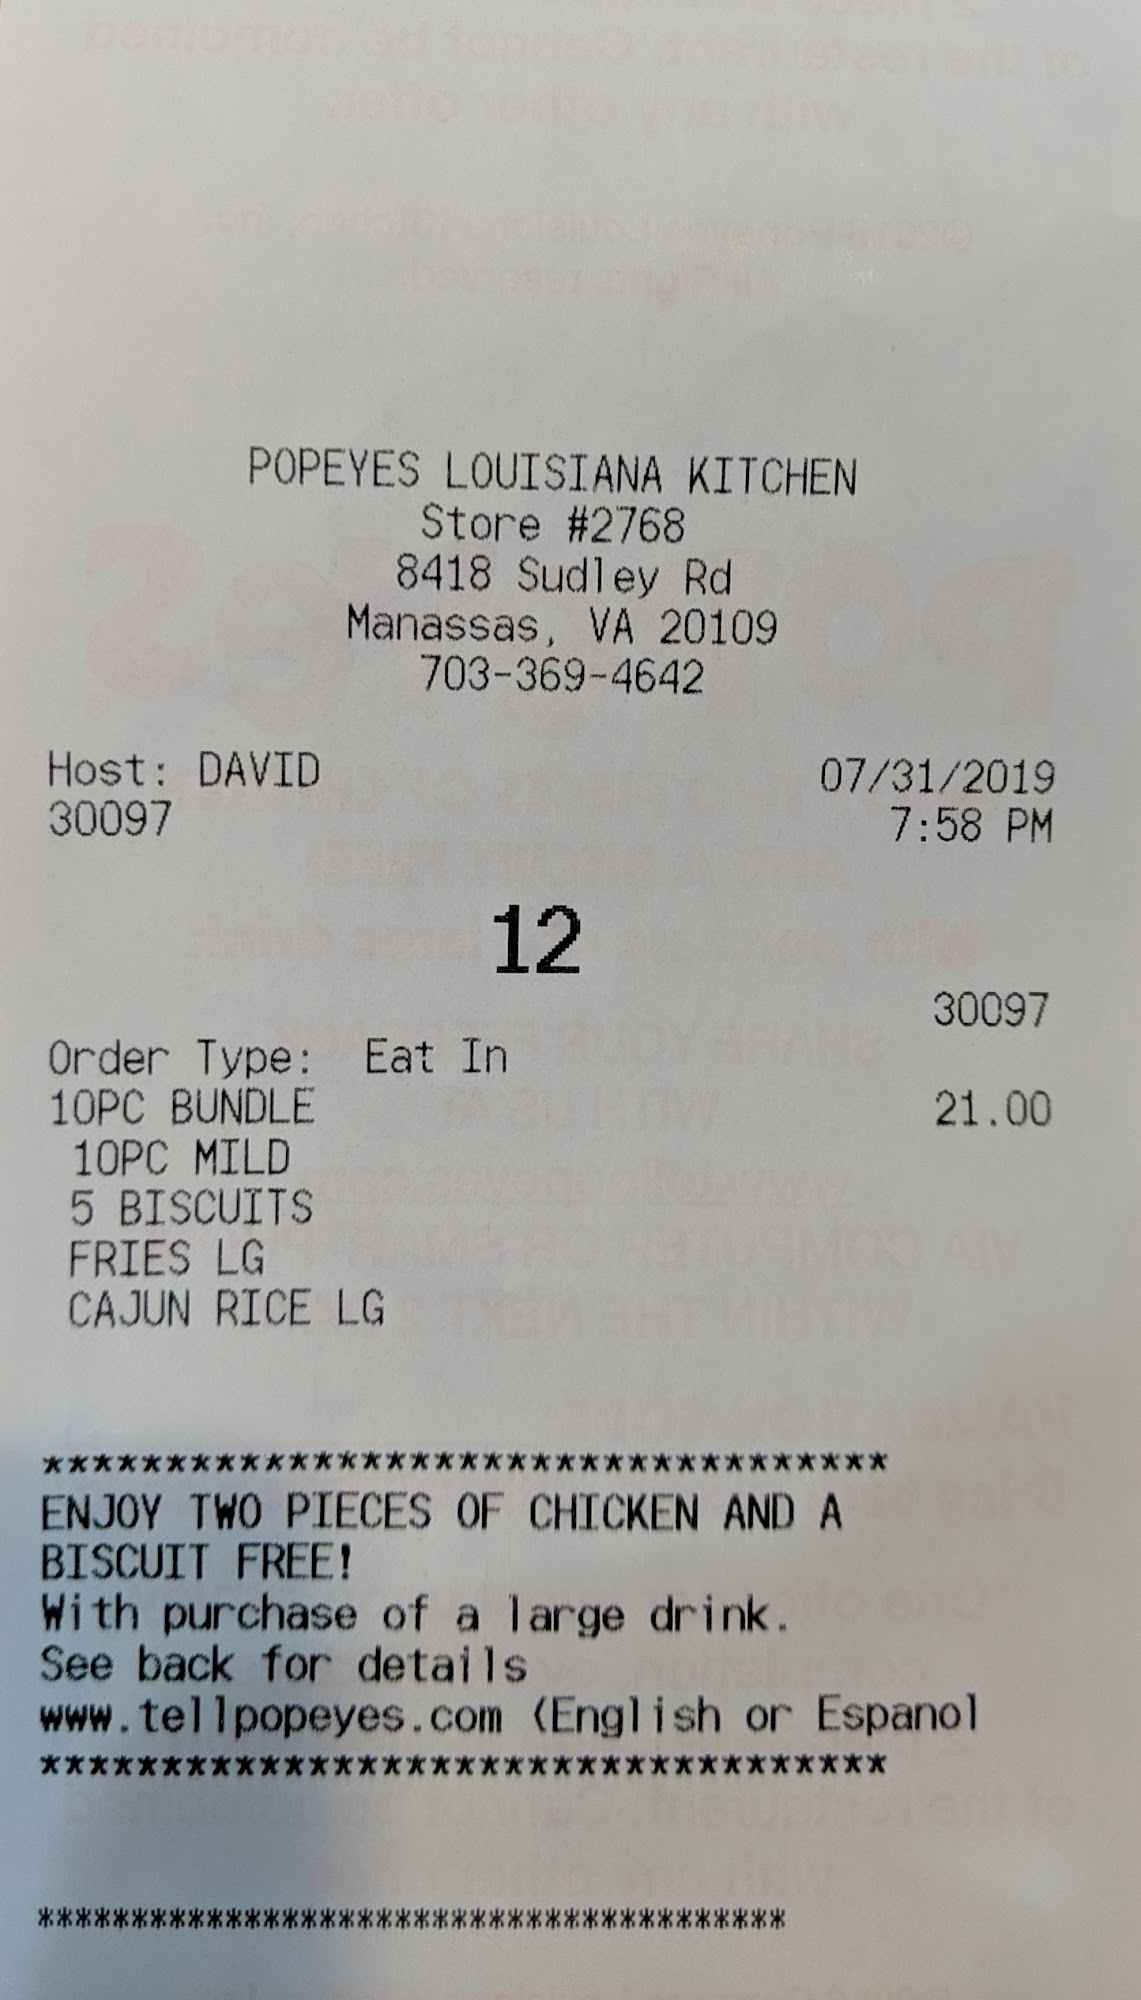 POPEYES LOUISIANA KITCHEN
Store #2768
8418 Sudley Rd
Manassas, VA 20109
703-369-4642
Host: DAVID 07/31/2019
30097 7:58 PM
12
30097
Order Type: Eat In
10PC BUNDLE 21.00
10PC MILD
5 BISCUITS
FRIES LG
CAJUN RICE LG
***********************************
ENJOY TWO PIECES OF CHICKEN AND A
BISCUIT FREE!
With purchase of a large drink.
See back for details
www.tellpopeyes.com (English or Espanol
***********************************
****************************************